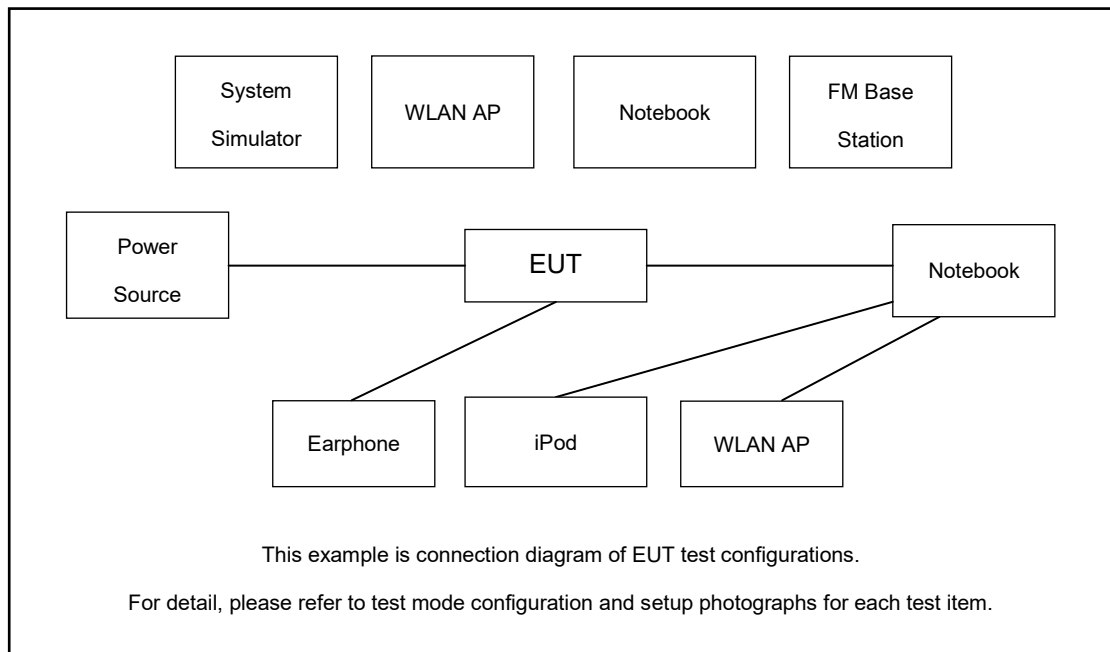 System
Simulator
WLAN AP
Notebook
FM Base
Station
Power
Source
EUT
Notebook
Earphone
iPod
WLAN AP
This example is connection diagram of EUT test configurations.
For detail, please refer to test mode configuration and setup photographs for each test item.